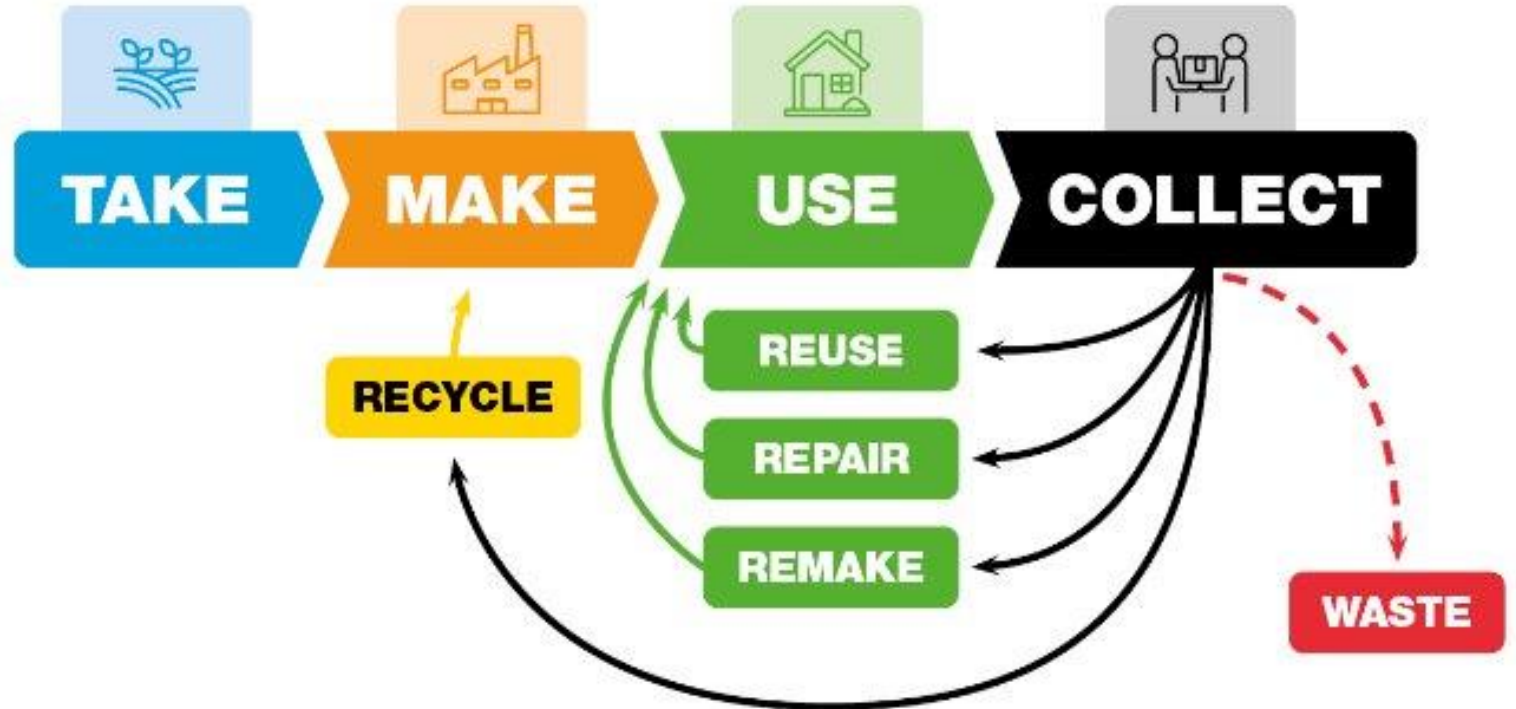 TAKE
MAKE
USE
COLLECT
REUSE
RECYCLE
REPAIR
REMAKE
WASTE